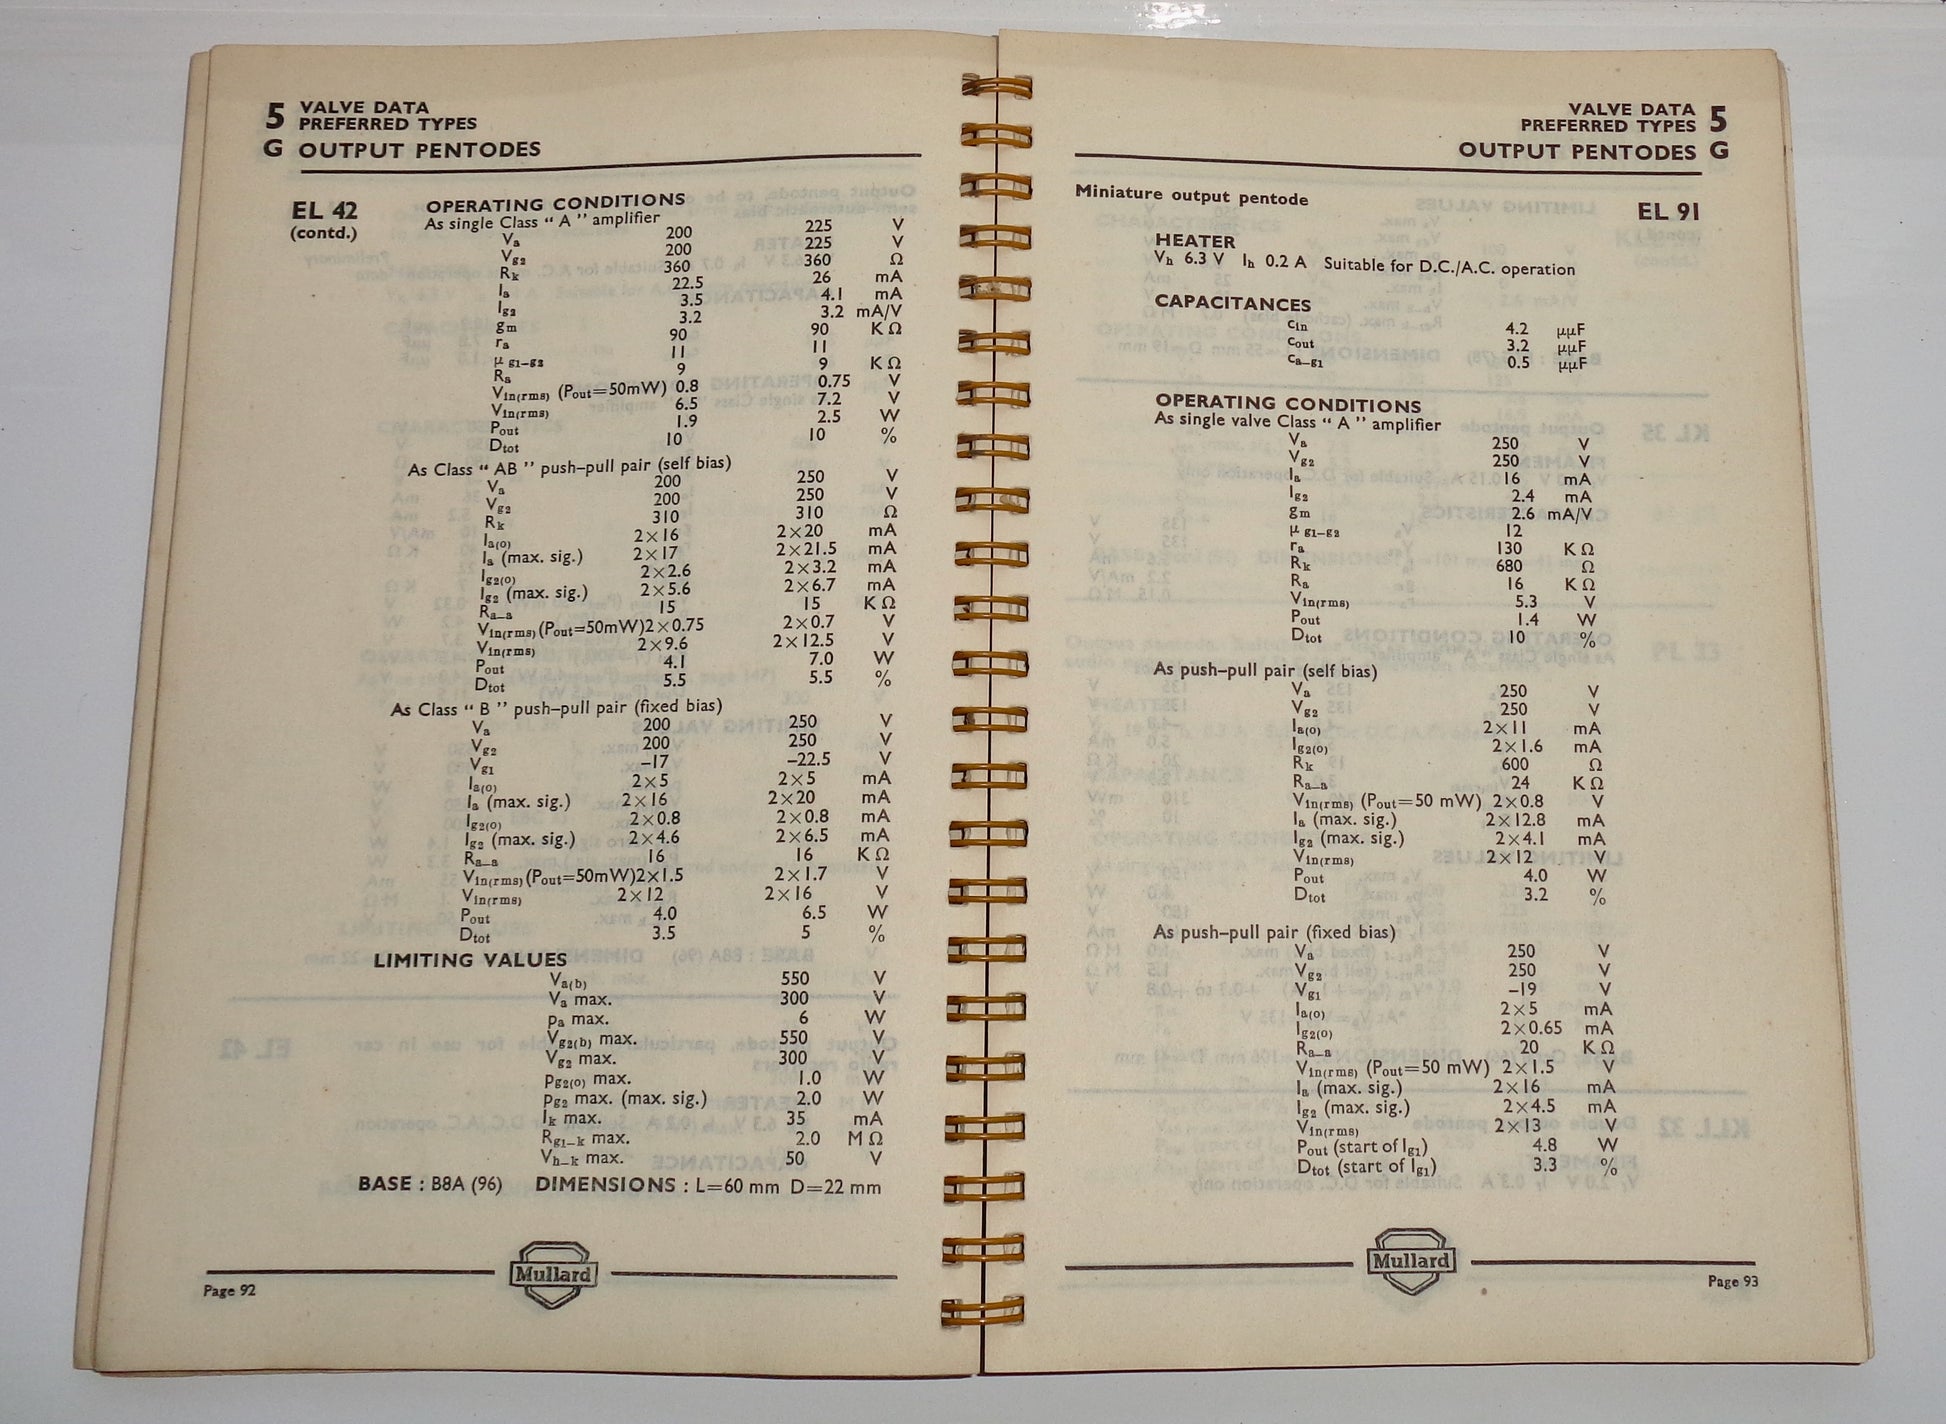 5 VALVE DATA
PREFERRED TYPES
G OUTPUT PENTODES
EL 42
(contd.)
OPERATING CONDITIONS
As single Class “ A ” amplifier
Va 200 225 V
Vg2 200 225 V
Rk 360 360 Ω
Ia 22.5 26 mA
Ig2 3.5 4.1 mA
gm 3.2 3.2 mA/V
ra 90 90 K Ω
μ g1–g2 11 11
Ra 9 9 K Ω
Vin(rms) (Pout=50mW) 0.8 0.75 V
Vin(rms) 6.5 7.2 V
Pout 1.9 2.5 W
Dtot 10 10 %
As Class “ AB ” push–pull pair (self bias)
Va 200 250 V
Vg2 200 250 V
Rk 310 310 Ω
Ia(o) 2×16 2×20 mA
Ia (max. sig.) 2×17 2×21.5 mA
Ig2(o) 2×2.6 2×3.2 mA
Ig2 (max. sig.) 2×5.6 2×6.7 mA
Ra–a 15 15 K Ω
Vin(rms) (Pout=50mW) 2×0.75 2×0.7 V
Vin(rms) 2×9.6 2×12.5 V
Pout 4.1 7.0 W
Dtot 5.5 5.5 %
As Class “ B ” push–pull pair (fixed bias)
Va 200 250 V
Vg2 200 250 V
Vg1 –17 –22.5 V
Ia(o) 2×5 2×5 mA
Ia (max. sig.) 2×16 2×20 mA
Ig2(o) 2×0.8 2×0.8 mA
Ig2 (max. sig.) 2×4.6 2×6.5 mA
Ra–a 16 16 K Ω
Vin(rms) (Pout=50mW) 2×1.5 2×1.7 V
Vin(rms) 2×12 2×16 V
Pout 4.0 6.5 W
Dtot 3.5 5 %
LIMITING VALUES
Va(b) 550 V
Va max. 300 V
pa max. 6 W
Vg2(b) max. 550 V
Vg2 max. 300 V
pg2(o) max. 1.0 W
pg2 max. (max. sig.) 2.0 W
Ik max. 35 mA
Rg1–k max. 2.0 M Ω
Vh–k max. 50 V
BASE : B8A (96) DIMENSIONS : L=60 mm D=22 mm
Mullard
Page 92
VALVE DATA 5
PREFERRED TYPES
OUTPUT PENTODES G
Miniature output pentode
EL 91
HEATER
Vh 6.3 V Ih 0.2 A Suitable for D.C./A.C. operation
CAPACITANCES
cin 4.2 μμF
cout 3.2 μμF
ca–g1 0.5 μμF
OPERATING CONDITIONS
As single valve Class “ A ” amplifier
Va 250 V
Vg2 250 V
Ia 16 mA
Ig2 2.4 mA
gm 2.6 mA/V
μ g1–g2 12
ra 130 K Ω
Rk 680 Ω
Ra 16 K Ω
Vin(rms) 5.3 V
Pout 1.4 W
Dtot 10 %
As push–pull pair (self bias)
Va 250 V
Vg2 250 V
Ia(o) 2×11 mA
Ig2(o) 2×1.6 mA
Rk 600 Ω
Ra–a 24 K Ω
Vin(rms) (Pout=50 mW) 2×0.8 V
Ia (max. sig.) 2×12.8 mA
Ig2 (max. sig.) 2×4.1 mA
Vin(rms) 2×12 V
Pout 4.0 W
Dtot 3.2 %
As push–pull pair (fixed bias)
Va 250 V
Vg2 250 V
Vg1 –19 V
Ia(o) 2×5 mA
Ig2(o) 2×0.65 mA
Ra–a 20 K Ω
Vin(rms) (Pout=50 mW) 2×1.5 V
Ia (max. sig.) 2×16 mA
Ig2 (max. sig.) 2×4.5 mA
Vin(rms) 2×13 V
Pout (start of Ig1) 4.8 W
Dtot (start of Ig1) 3.3 %
Mullard
Page 93